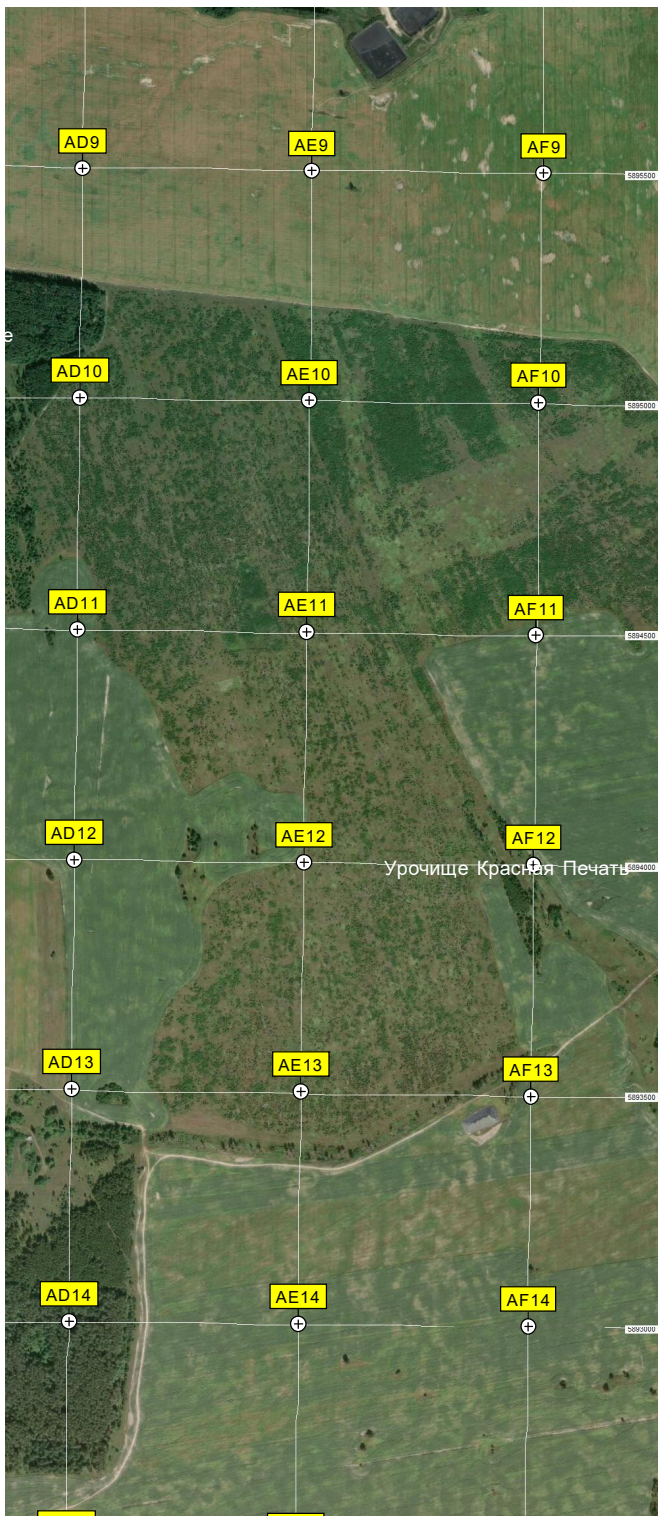 AD9 AE9 AF9
5895500
е
AD10 AE10 AF10
5895000
AD11 AE11 AF11
5894500
AD12 AE12 AF12
Урочище Красная Печать
5894000
AD13 AE13 AF13
5893500
AD14 AE14 AF14
5893000